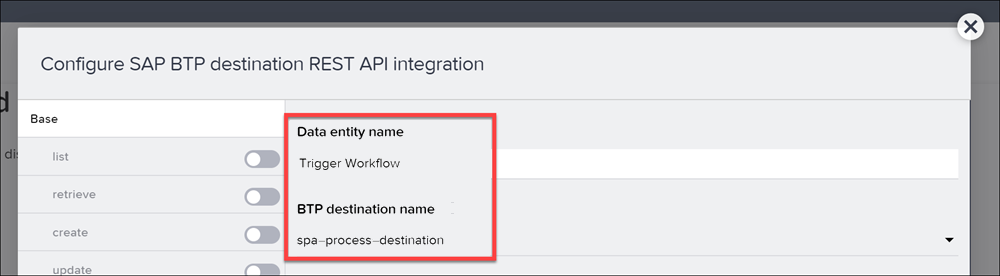 Configure SAP BTP destination REST API integration
d
Base
dis
list
retrieve
create
update
Data entity name
Trigger Workflow
BTP destination name
spa-process-destination